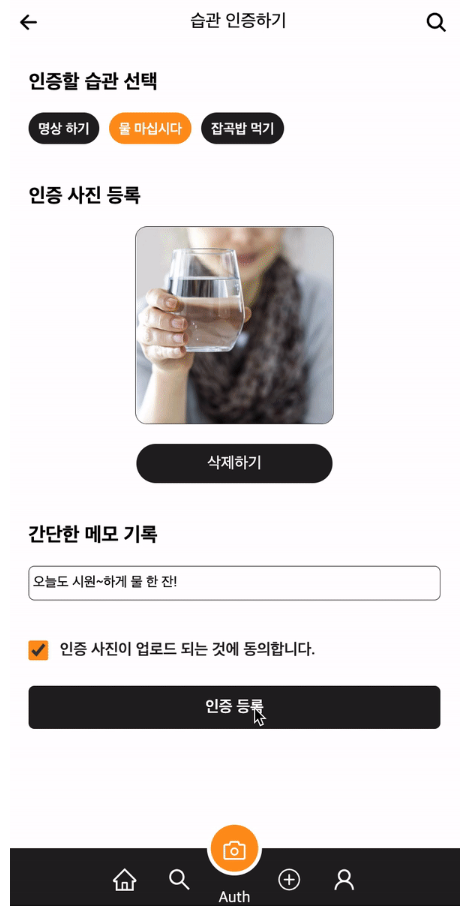 습관 인증하기
인증할 습관 선택
명상 하기 물 마십시다 잡곡밥 먹기
인증 사진 등록
삭제하기
간단한 메모 기록
오늘도 시원~하게 물 한 잔!
인증 사진이 업로드 되는 것에 동의합니다.
인증 등록
Auth